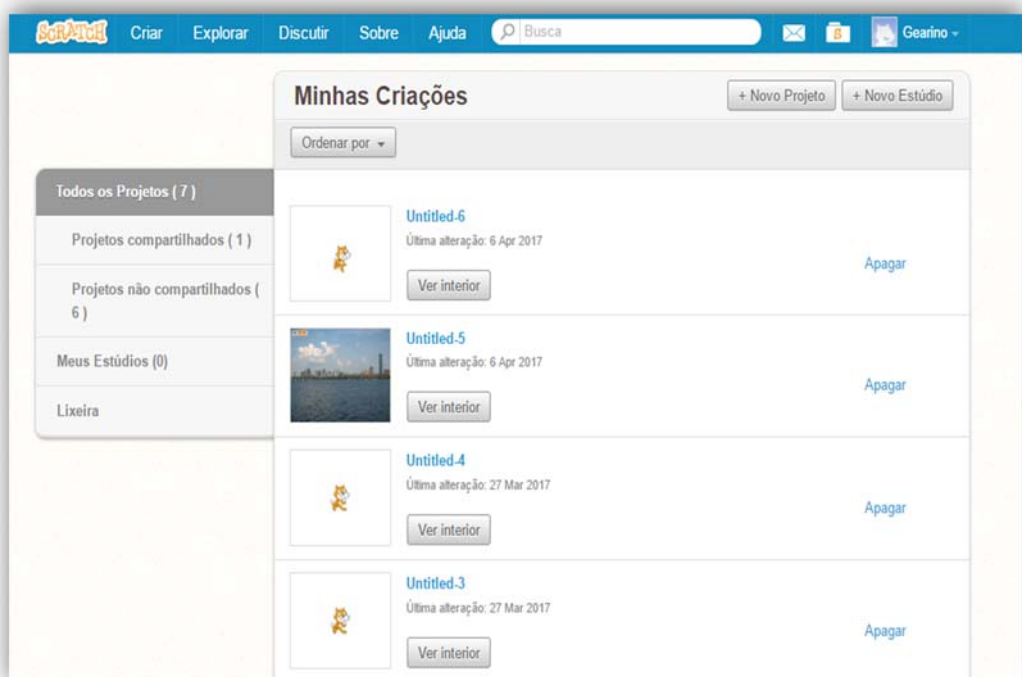 SCRATCH Criar Explorar Discutir Sobre Ajuda Busca Gearino
Minhas Criações + Novo Projeto + Novo Estúdio
Ordenar por
Todos os Projetos ( 7 )
Projetos compartilhados ( 1 )
Projetos não compartilhados (
6 )
Meus Estúdios (0)
Lixeira
Untitled-6
Última alteração: 6 Apr 2017
Ver interior
Apagar
Untitled-5
Última alteração: 6 Apr 2017
Ver interior
Apagar
Untitled-4
Última alteração: 27 Mar 2017
Ver interior
Apagar
Untitled-3
Última alteração: 27 Mar 2017
Ver interior
Apagar